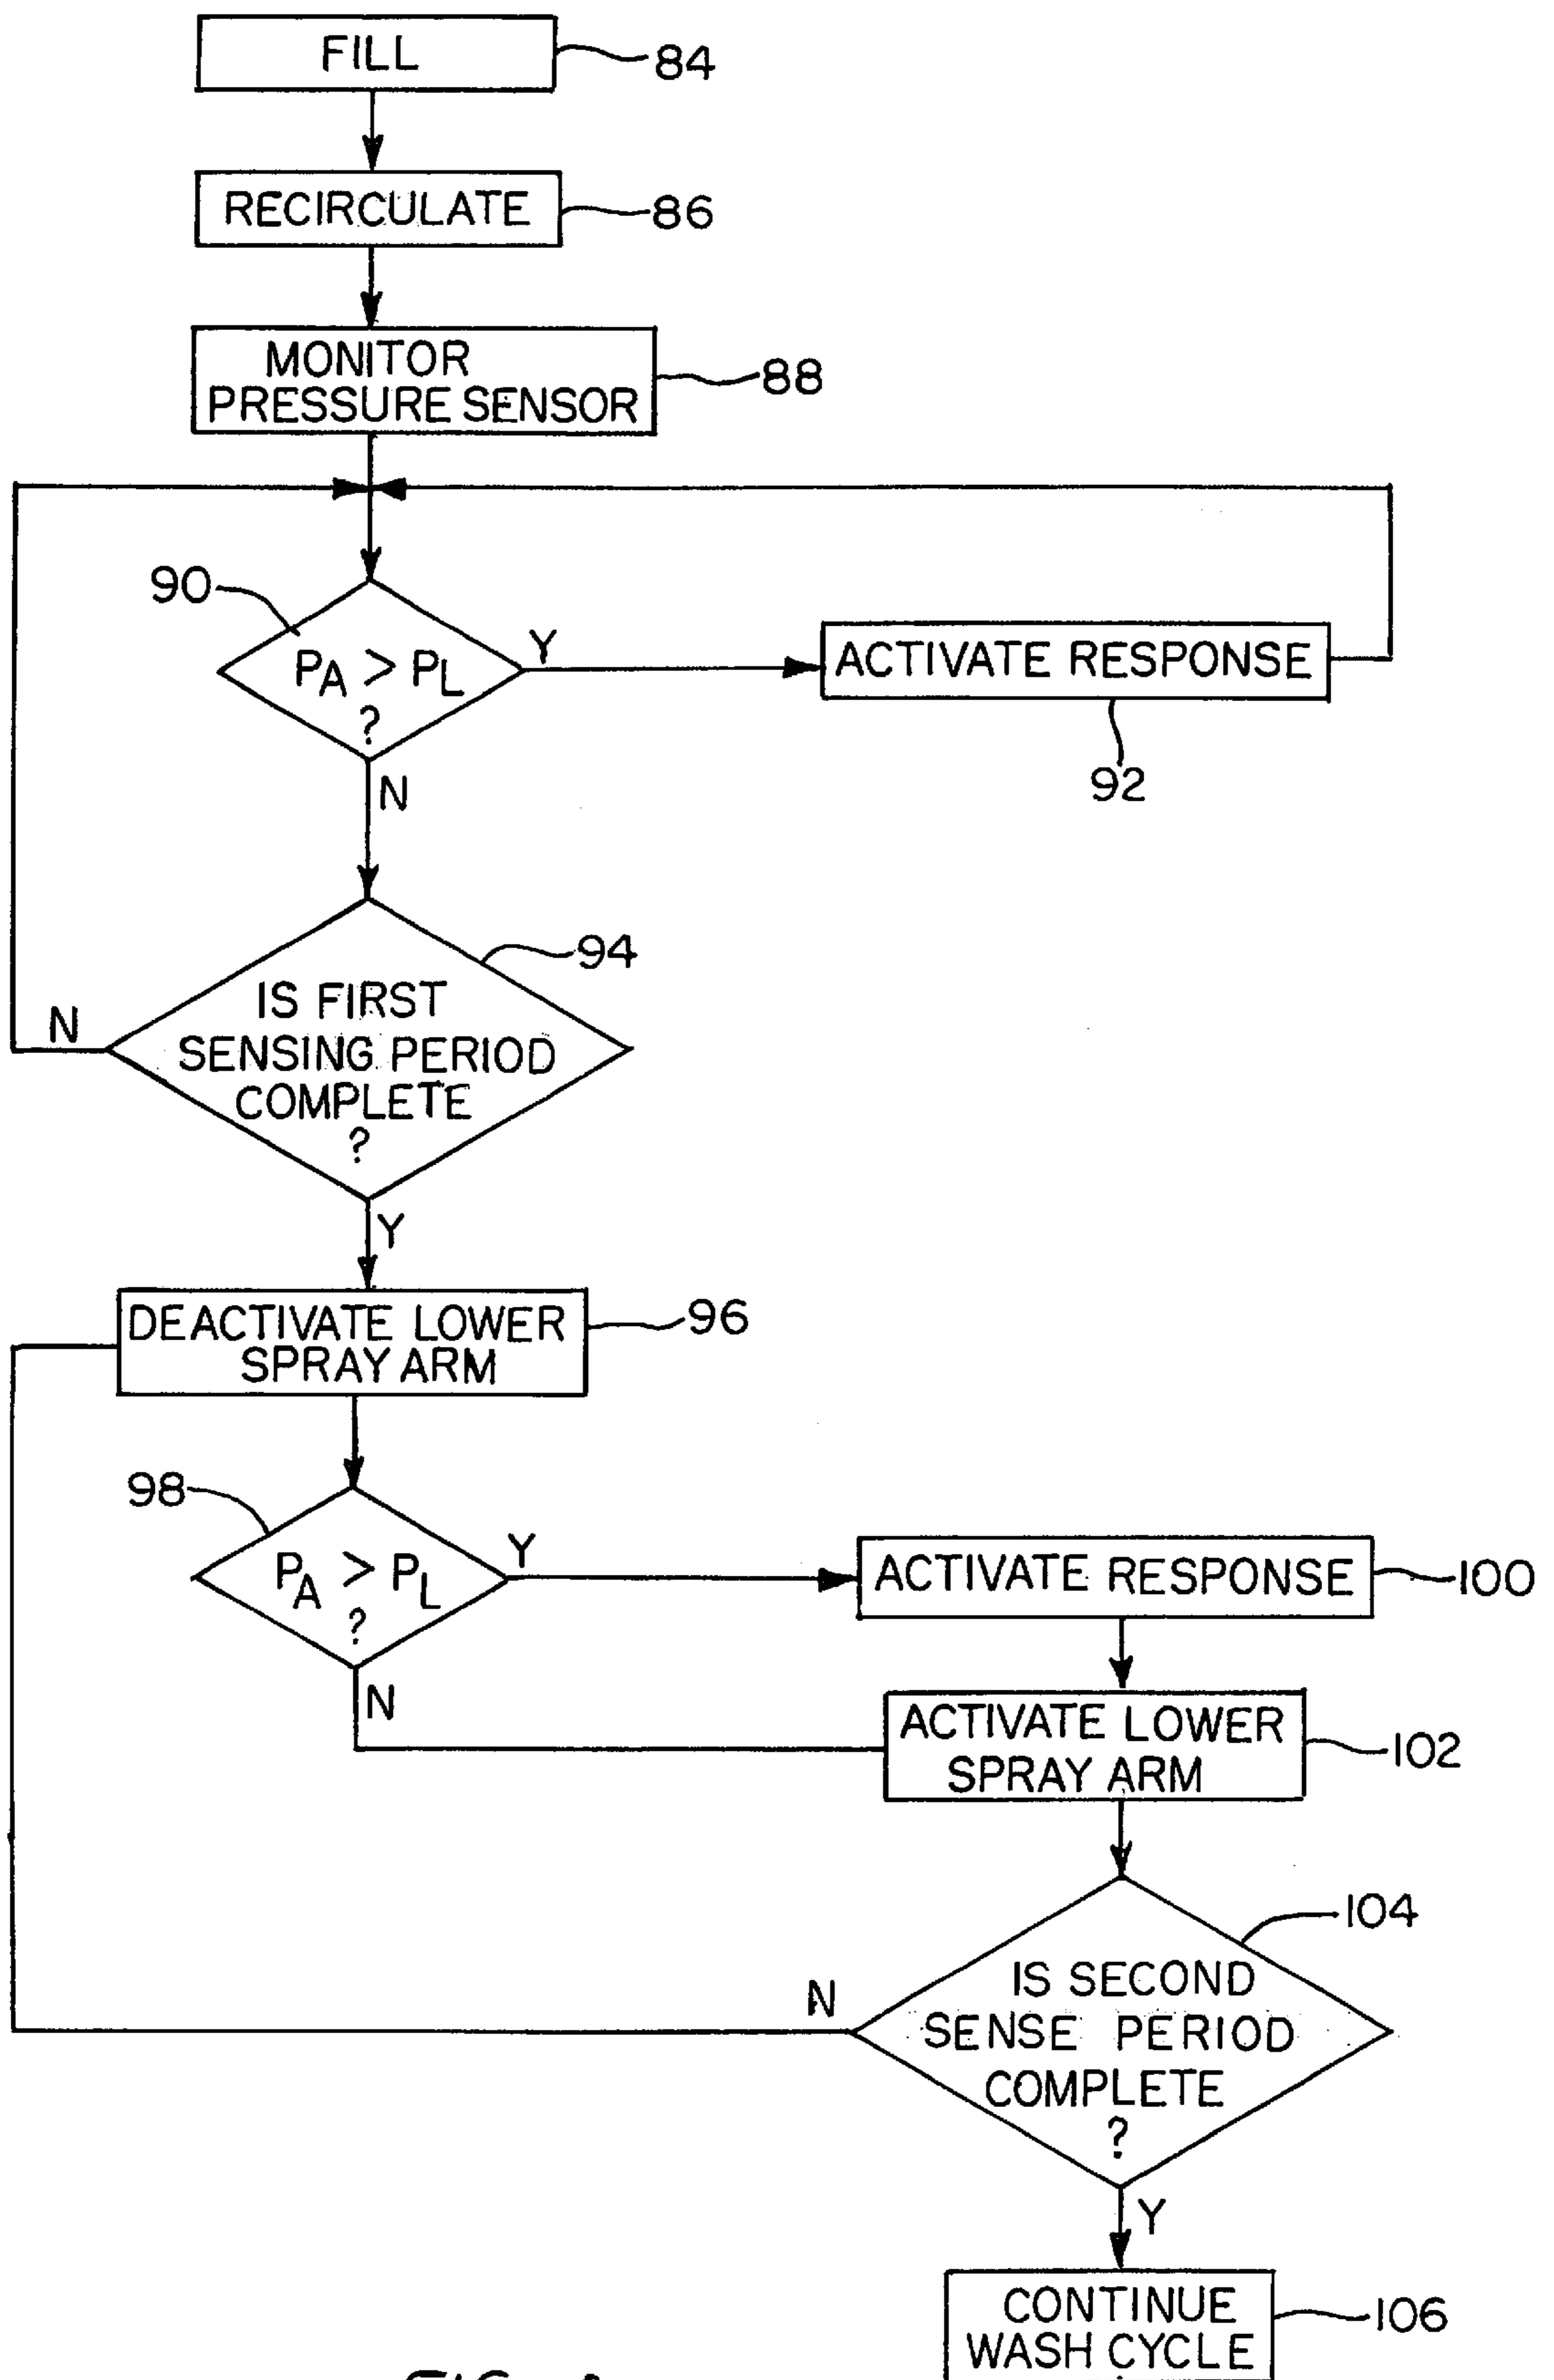 FILL
84
RECIRCULATE
86
MONITOR
PRESSURE SENSOR
88
90
PA > PL
?
Y
ACTIVATE RESPONSE
92
N
94
IS FIRST
SENSING PERIOD
COMPLETE
?
N
Y
DEACTIVATE LOWER
SPRAY ARM
96
98
PA > PL
?
Y
ACTIVATE RESPONSE
100
N
ACTIVATE LOWER
SPRAY ARM
102
104
IS SECOND
SENSE PERIOD
COMPLETE
?
N
Y
CONTINUE
WASH CYCLE
106